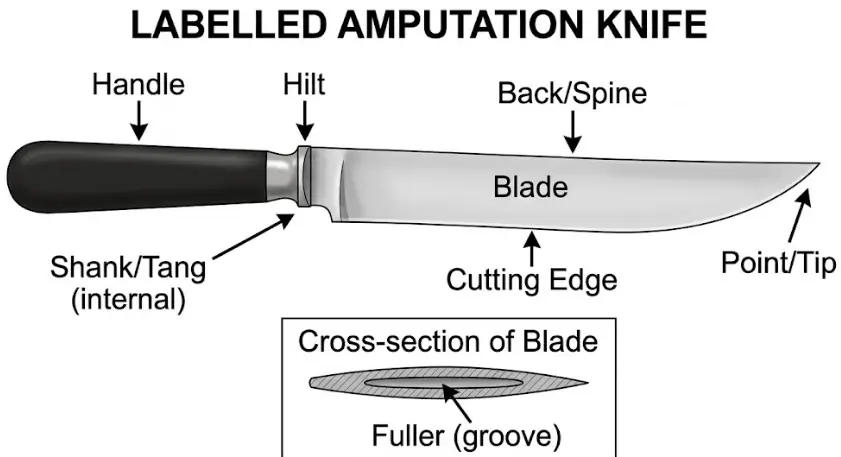 LABELLED AMPUTATION KNIFE
Handle
Hilt
Back/Spine
Blade
Shank/Tang
(internal)
Cutting Edge
Point/Tip
Cross-section of Blade
Fuller (groove)